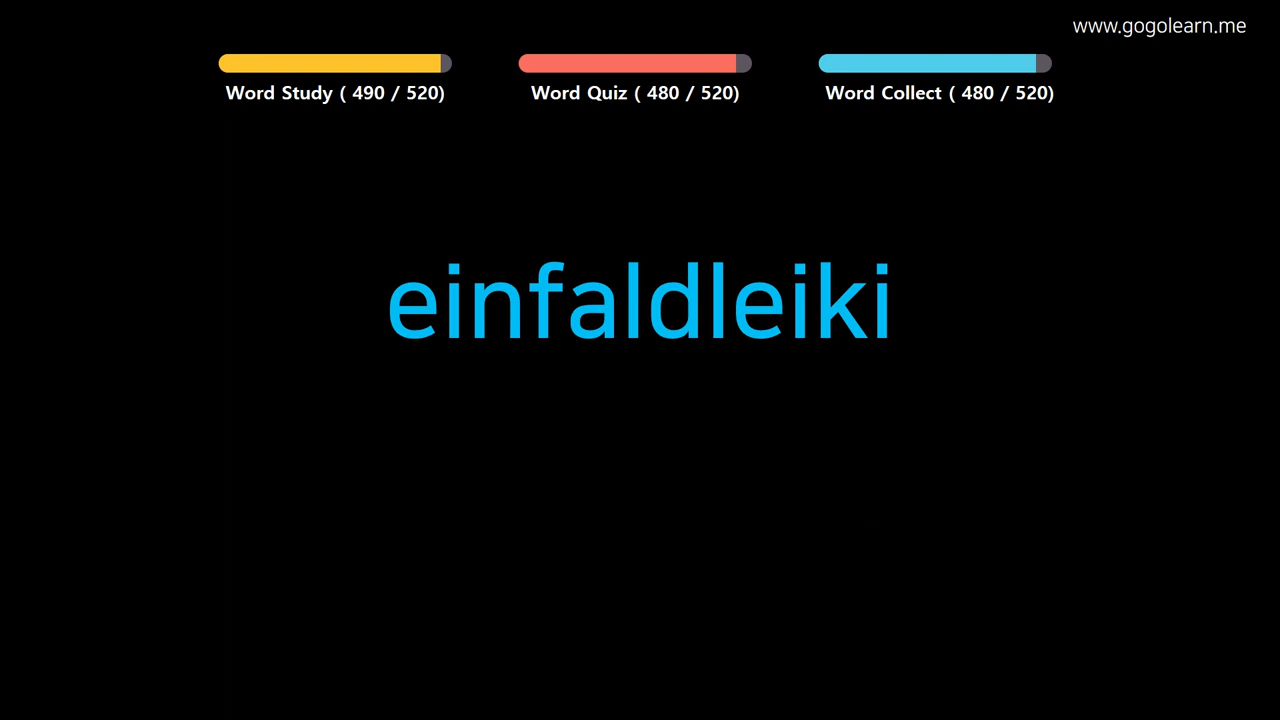 www.gogolearn.me
Word Study ( 490 / 520)
Word Quiz ( 480 / 520)
Word Collect ( 480 / 520)
einfaldleiki